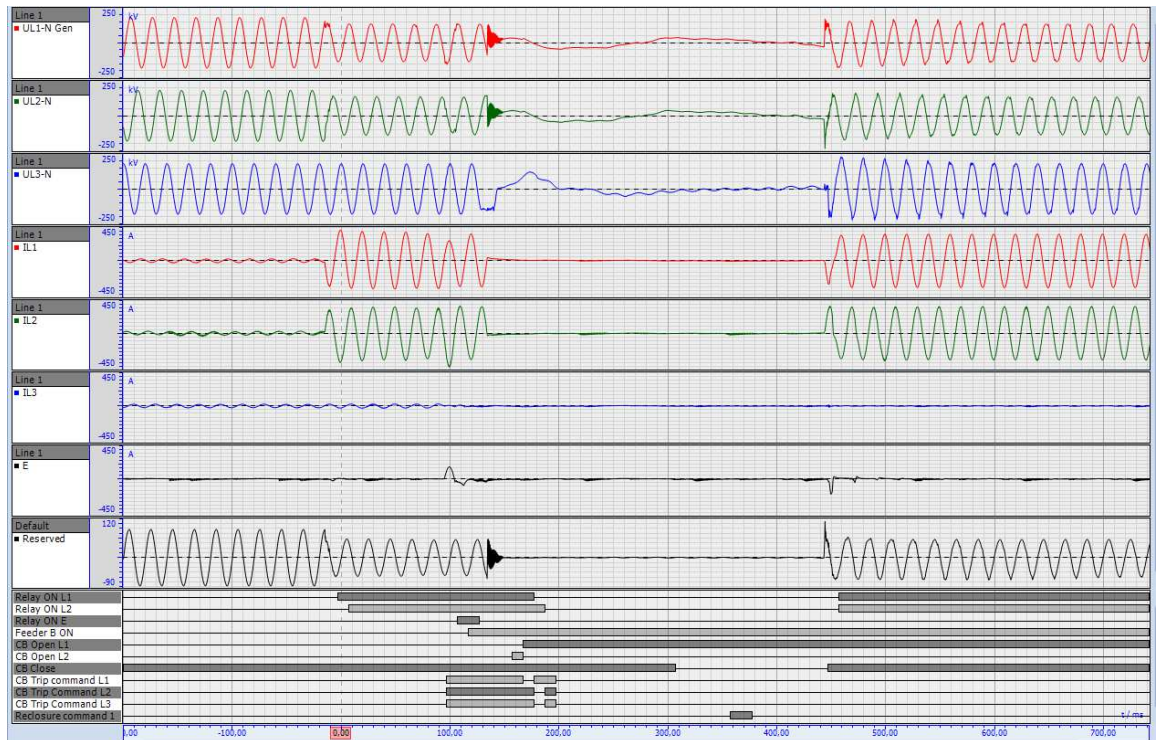 Line 1
UL1-N Gen
250
kV
-250
Line 1
UL2-N
250
kV
-250
Line 1
UL3-N
250
kV
-250
Line 1
IL1
450
A
-450
Line 1
IL2
450
A
-450
Line 1
IL3
450
A
-450
Line 1
E
450
A
-450
Default
Reserved
120
-90
Relay ON L1
Relay ON L2
Relay ON E
Feeder B ON
CB Open L1
CB Open L2
CB Close
CB Trip command L1
CB Trip Command L2
CB Trip Command L3
Reclosure command 1
t / ms
-100,00 0,00 100,00 200,00 300,00 400,00 500,00 600,00 700,00